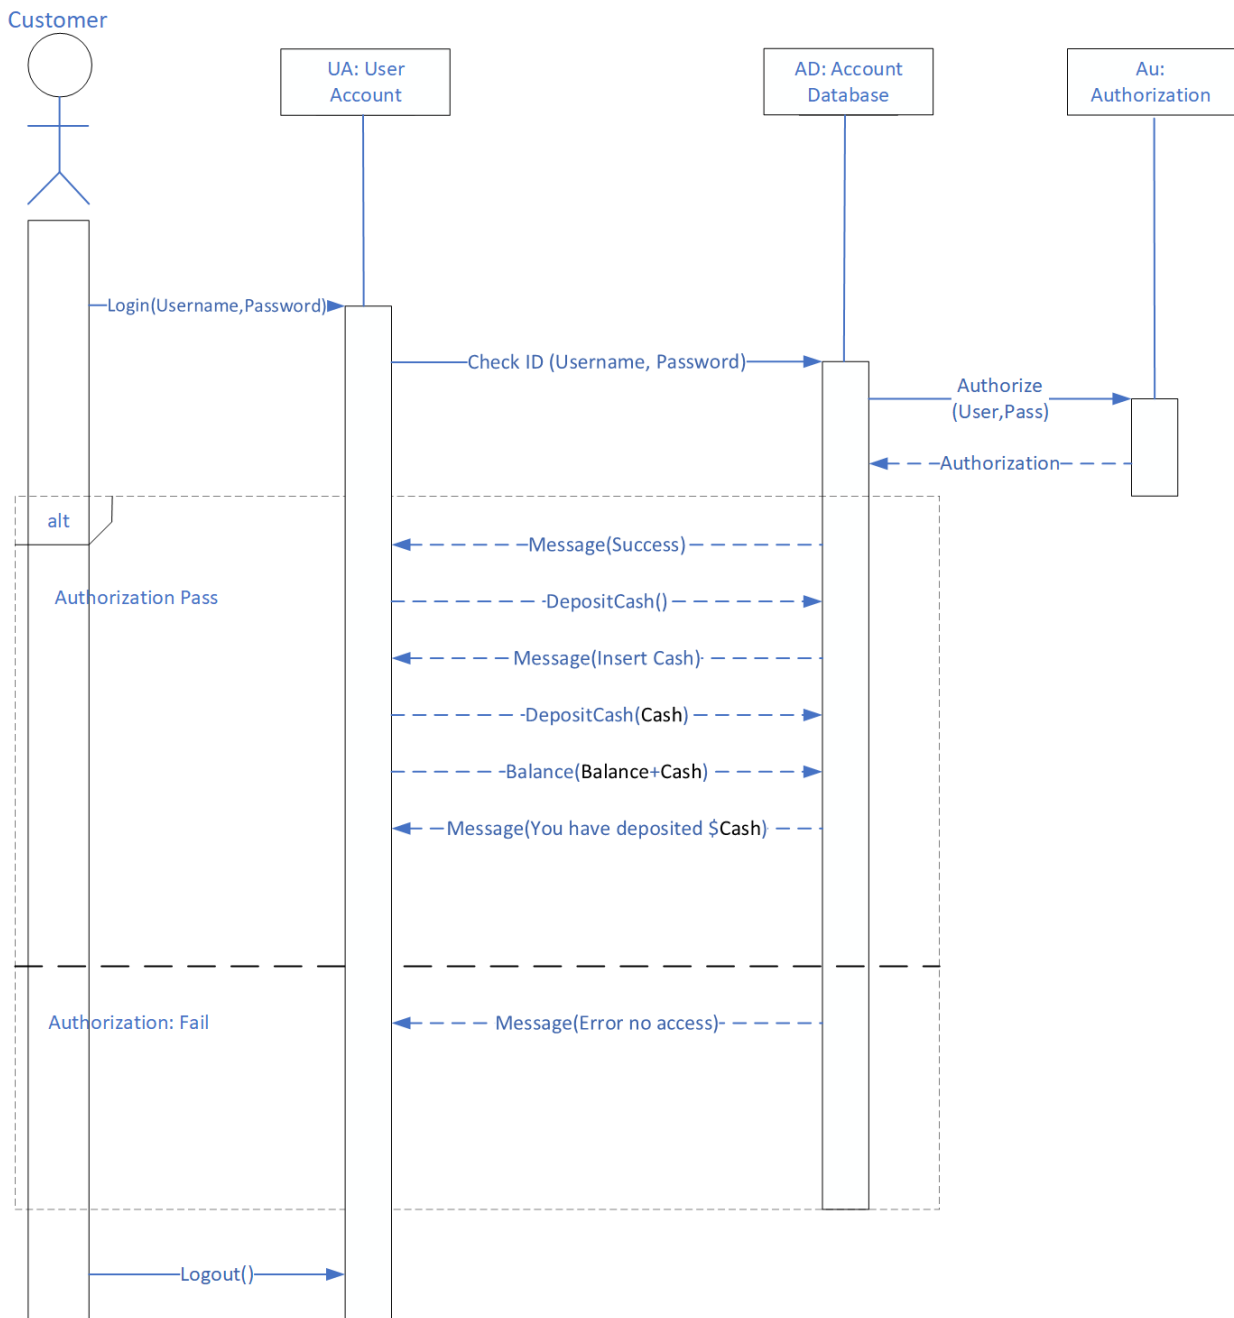 Customer
UA: User
Account
AD: Account
Database
Au:
Authorization
Login(Username,Password)
Check ID (Username, Password)
Authorize
(User,Pass)
Authorization
alt
Message(Success)
Authorization Pass
DepositCash()
Message(Insert Cash)
DepositCash(Cash)
Balance(Balance+Cash)
Message(You have deposited $Cash)
Authorization: Fail
Message(Error no access)
Logout()